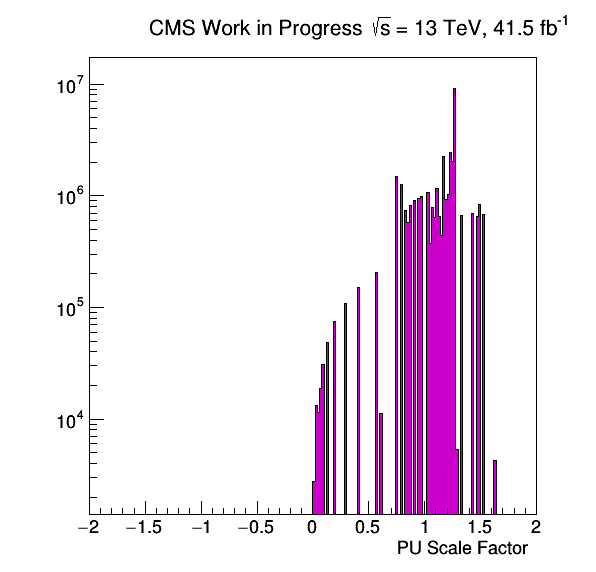 CMS Work in Progress √s = 13 TeV, 41.5 fb⁻¹
10⁷
10⁶
10⁵
10⁴
−2 −1.5 −1 −0.5 0 0.5 1 1.5 2
PU Scale Factor